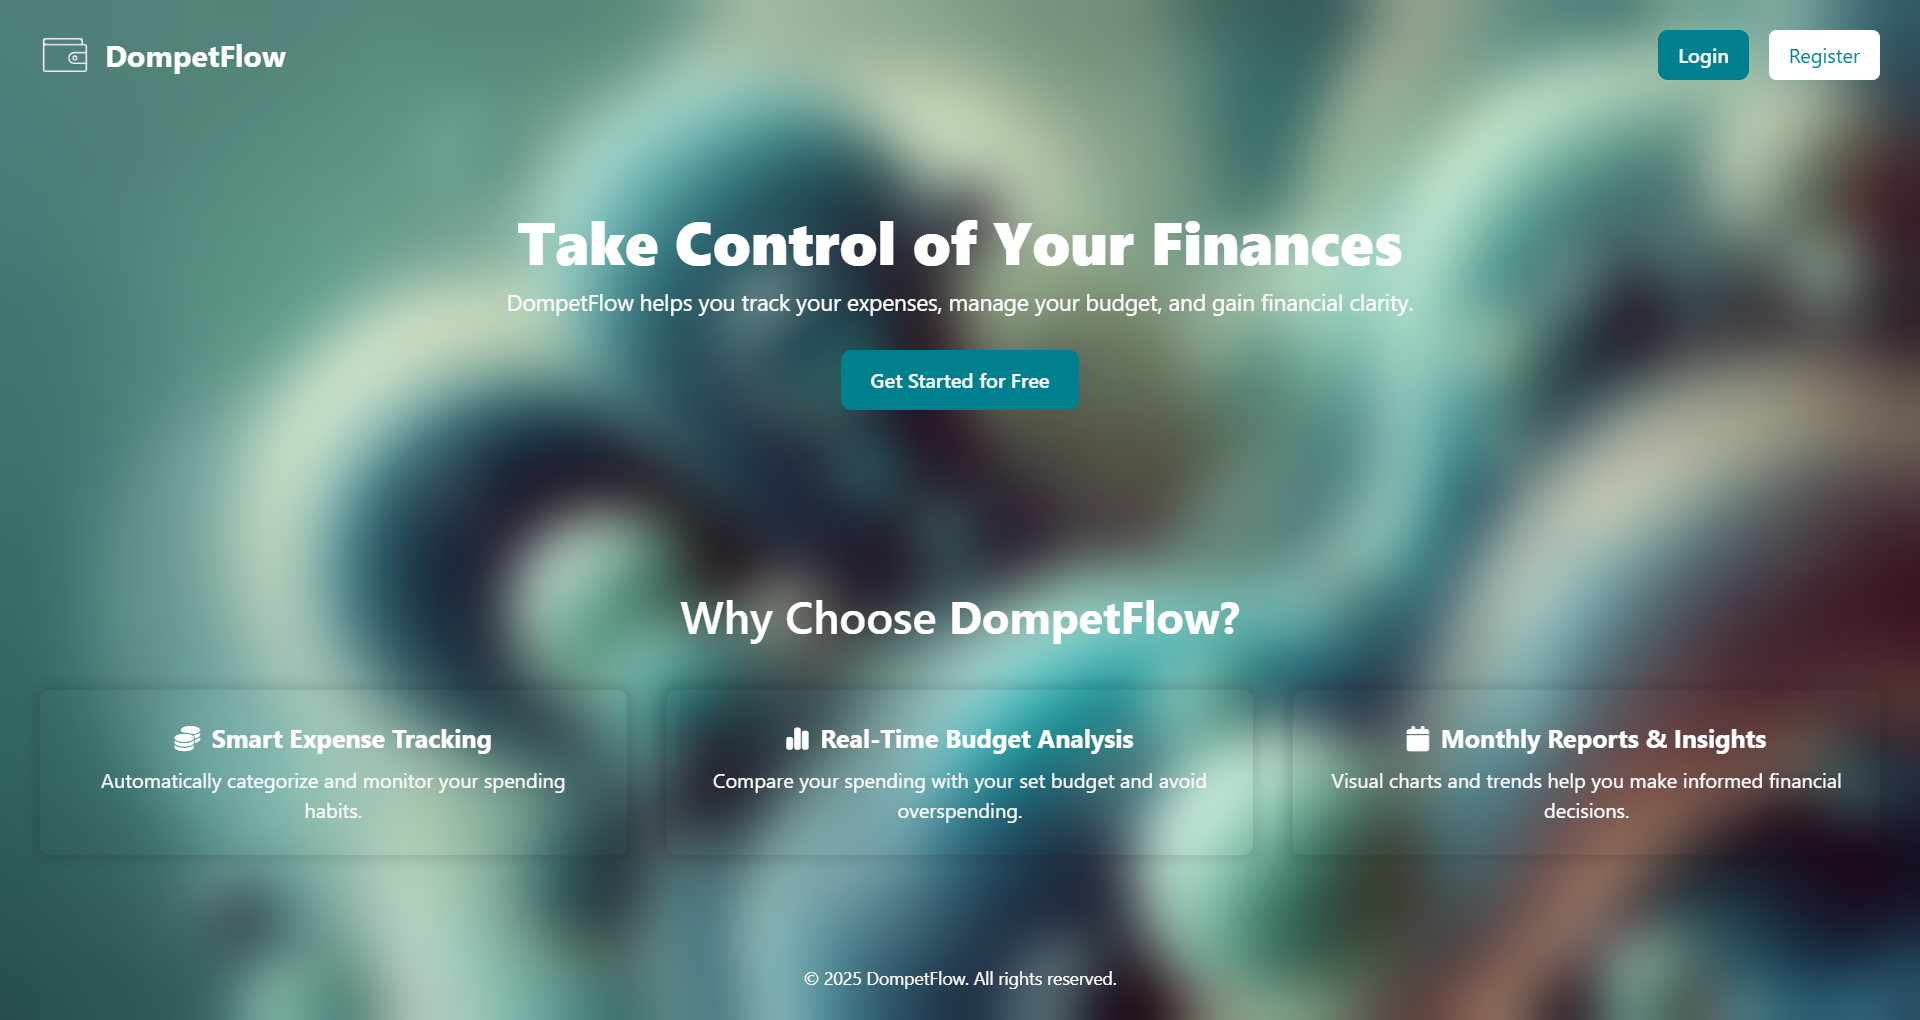 DompetFlow
Login
Register
Take Control of Your Finances
DompetFlow helps you track your expenses, manage your budget, and gain financial clarity.
Get Started for Free
Why Choose DompetFlow?
Smart Expense Tracking
Automatically categorize and monitor your spending
habits.
Real-Time Budget Analysis
Compare your spending with your set budget and avoid
overspending.
Monthly Reports & Insights
Visual charts and trends help you make informed financial
decisions.
© 2025 DompetFlow. All rights reserved.